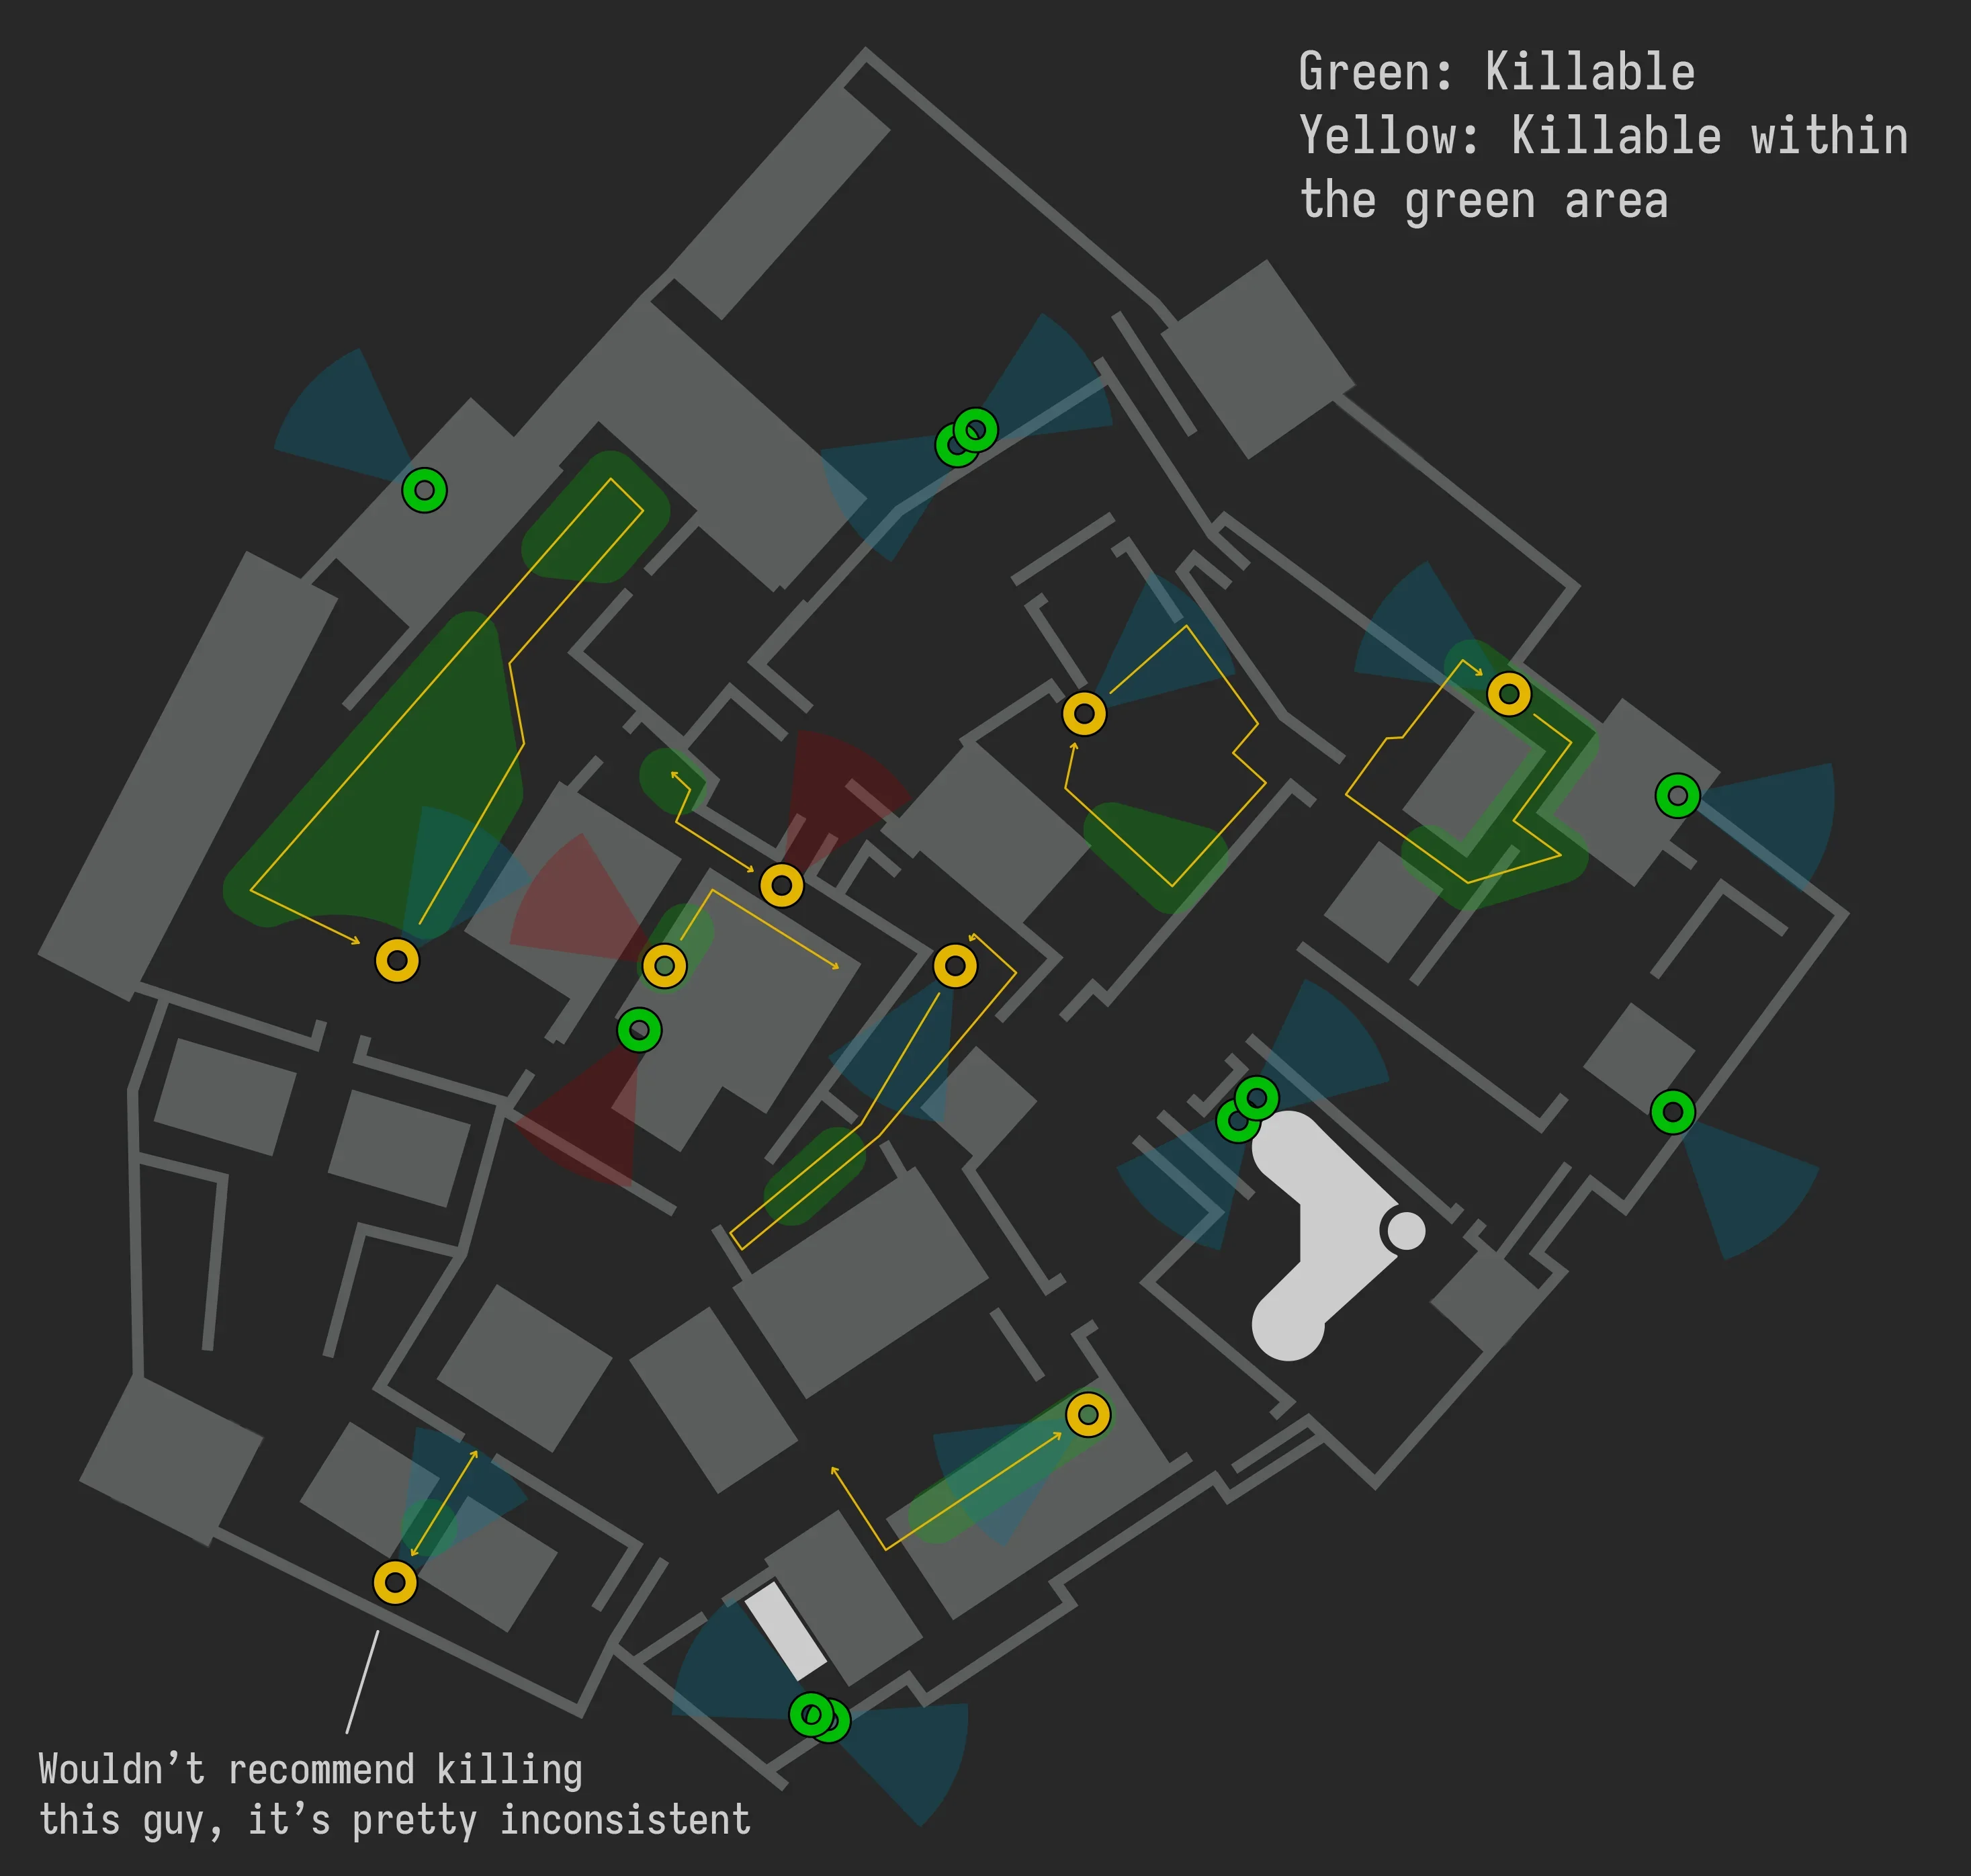 Green: Killable
Yellow: Killable within
the green area
Wouldn’t recommend killing
this guy, it’s pretty inconsistent